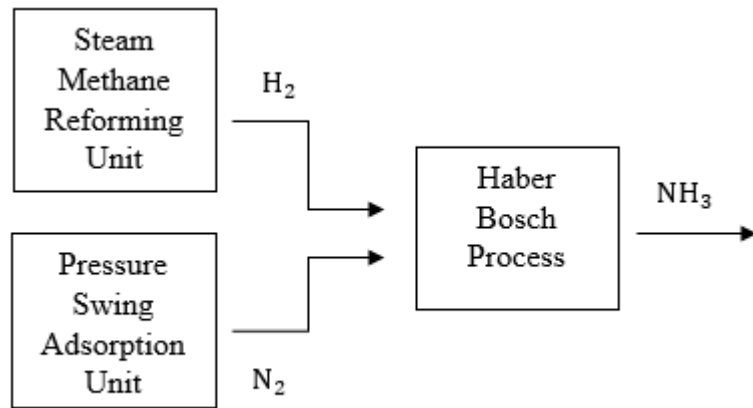 Steam
Methane
Reforming
Unit
H₂
Haber
Bosch
Process
NH₃
Pressure
Swing
Adsorption
Unit
N₂